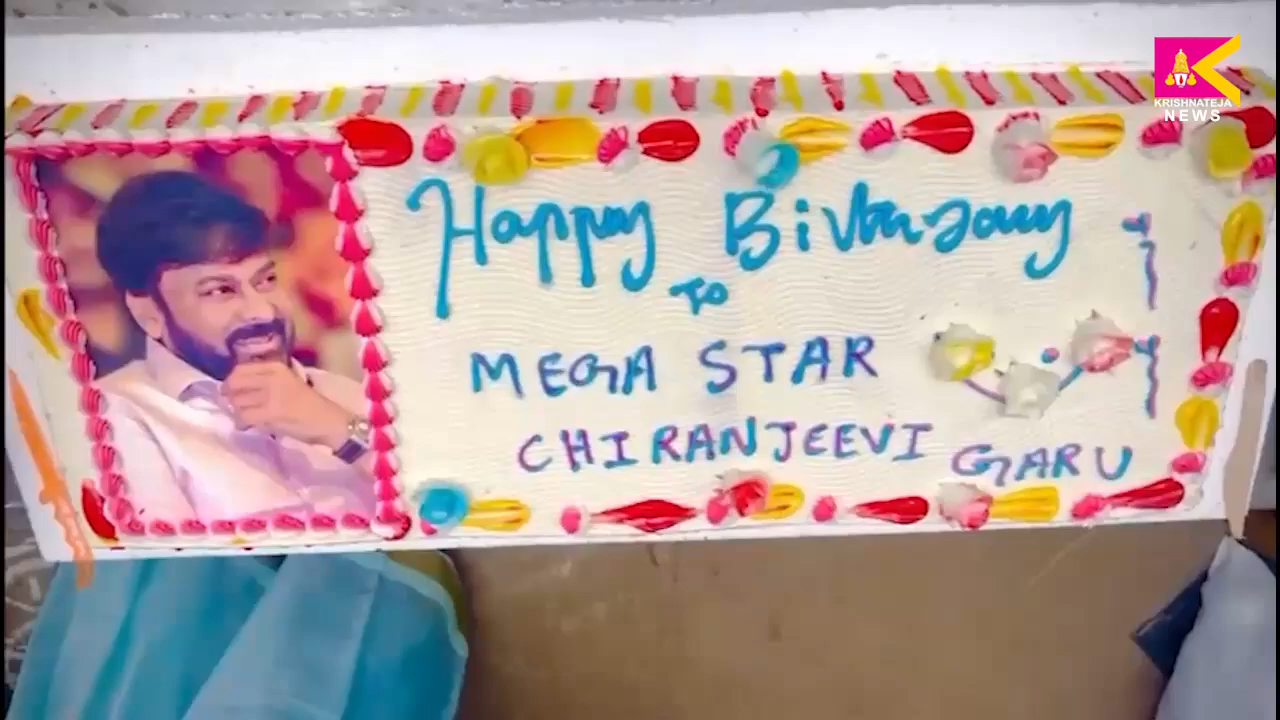 KRISHNATEJA
NEWS
Happy Birthday
TO
MEGA STAR
CHIRANJEEVI GARU